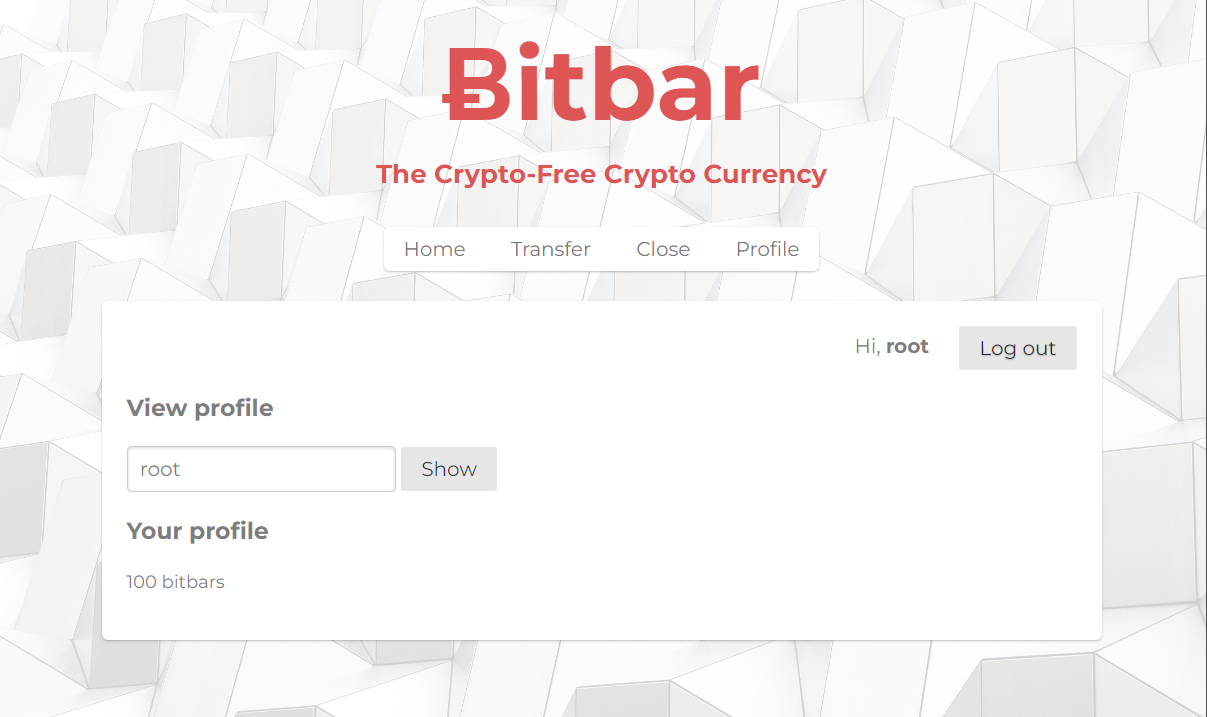 Ƀitbar
The Crypto-Free Crypto Currency
Home Transfer Close Profile
Hi, root Log out
View profile
root Show
Your profile
100 bitbars